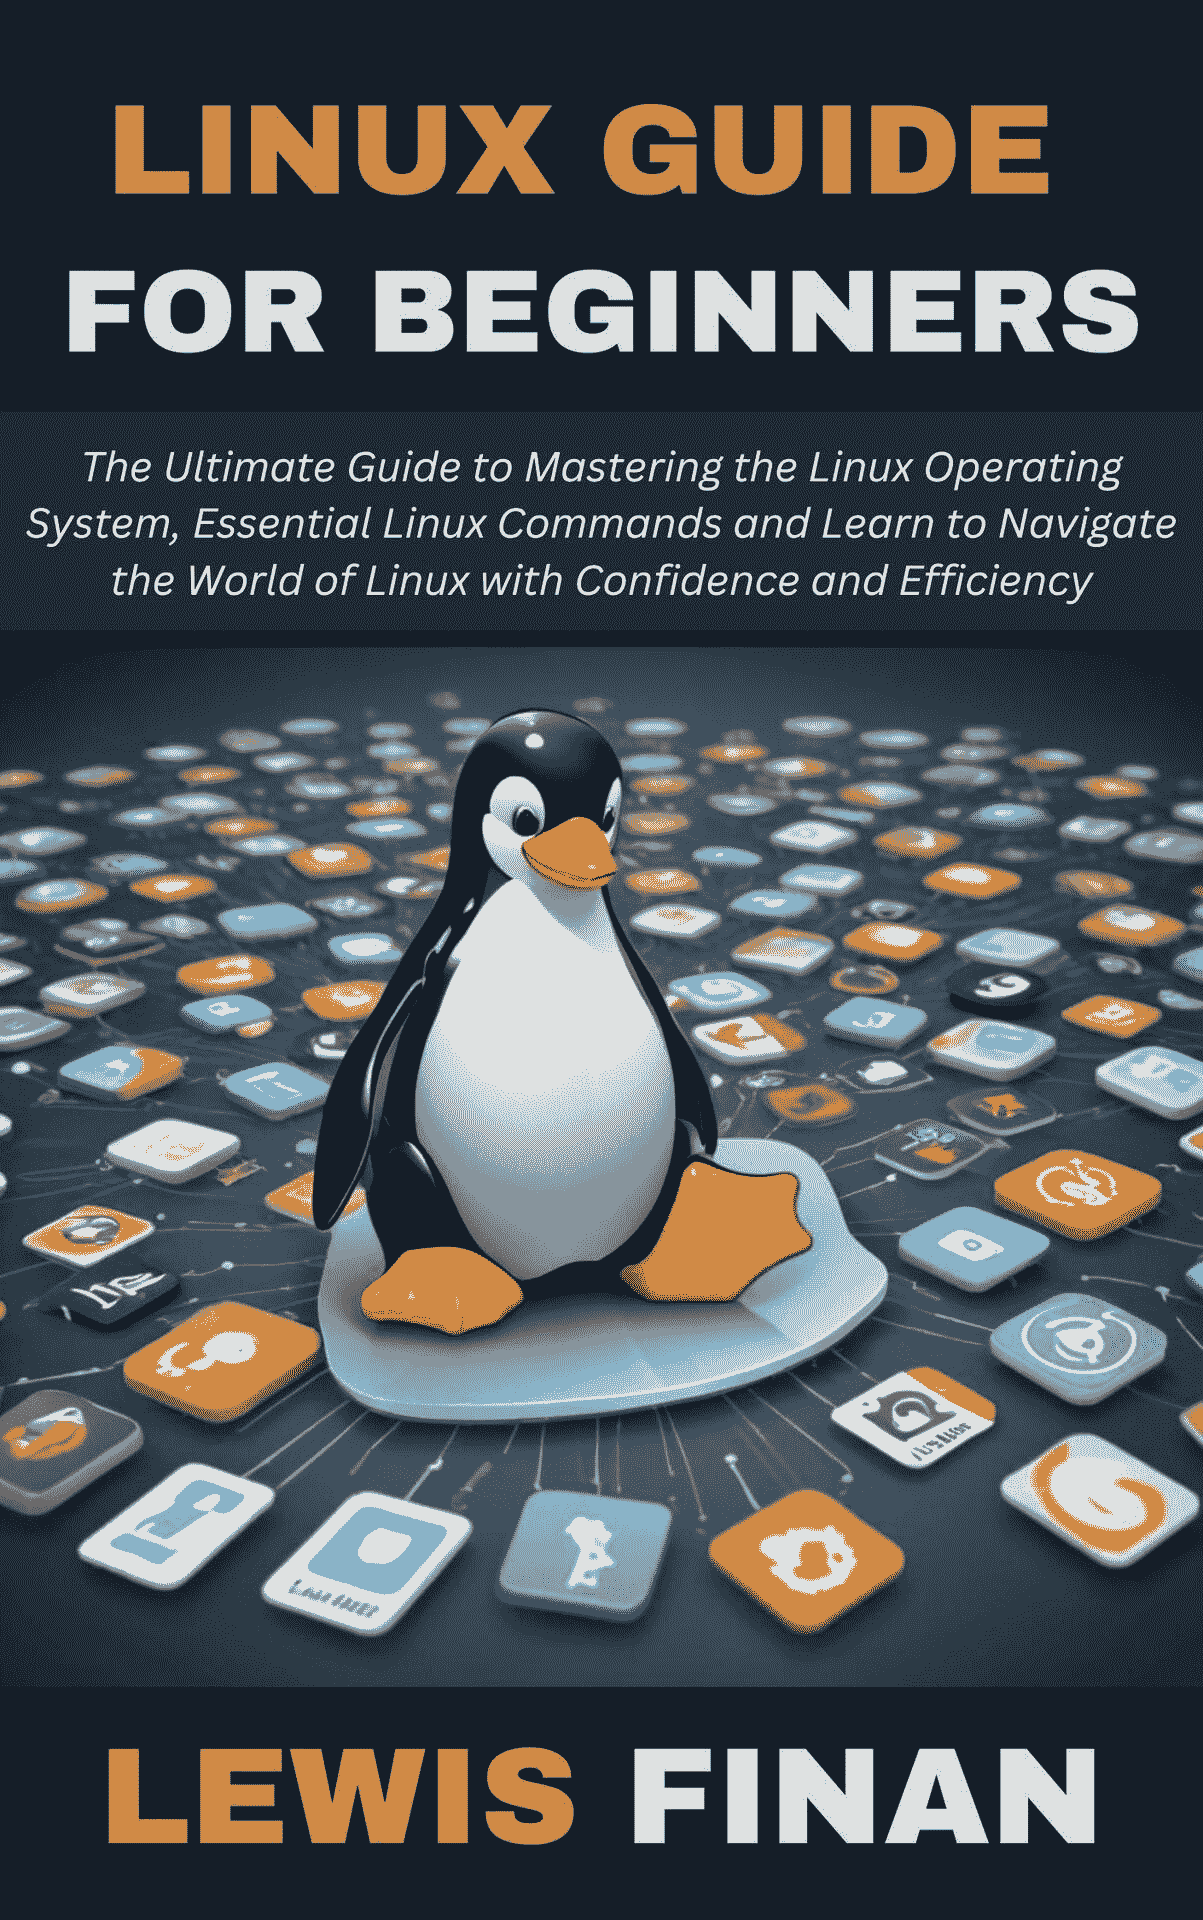 LINUX GUIDE
FOR BEGINNERS
The Ultimate Guide to Mastering the Linux Operating
System, Essential Linux Commands and Learn to Navigate
the World of Linux with Confidence and Efficiency
LEWIS FINAN